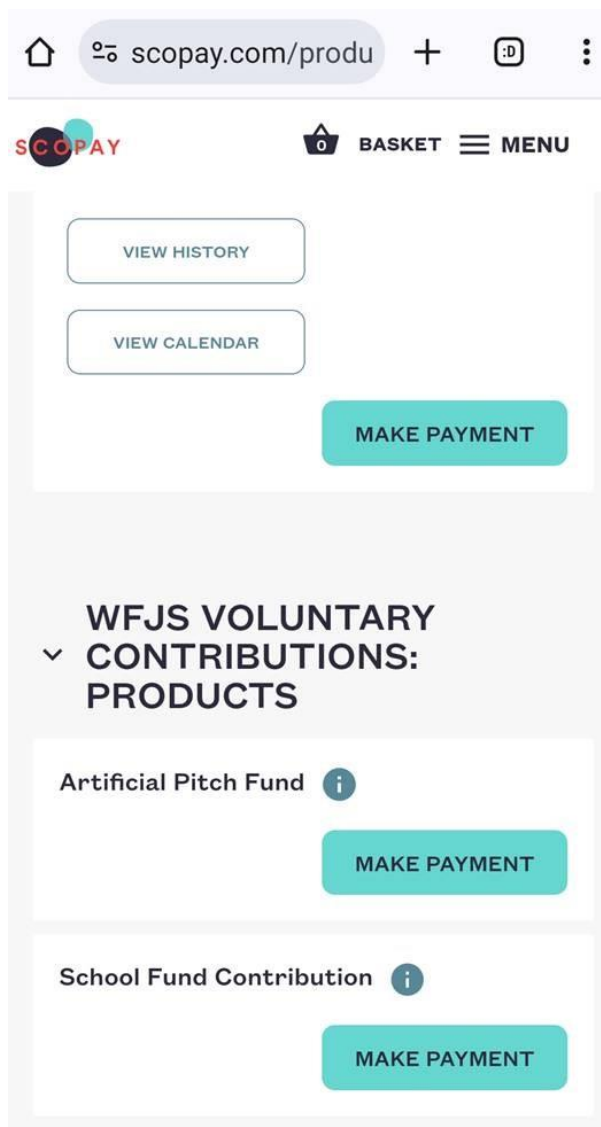 scopay.com/produ
:D
SCOPAY
0 BASKET MENU
VIEW HISTORY
VIEW CALENDAR
MAKE PAYMENT
WFJS VOLUNTARY
CONTRIBUTIONS:
PRODUCTS
Artificial Pitch Fund i
MAKE PAYMENT
School Fund Contribution i
MAKE PAYMENT